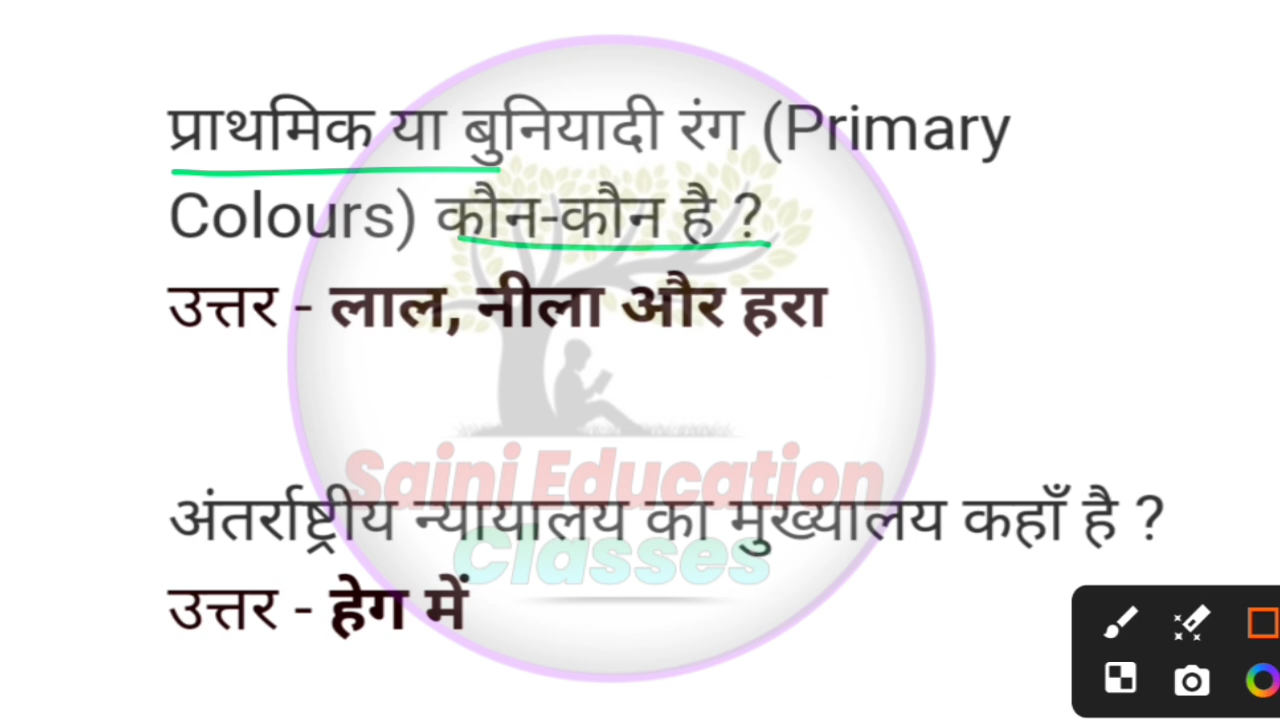 प्राथमिक या बुनियादी रंग (Primary
Colours) कौन-कौन है ?
उत्तर - लाल, नीला और हरा
Saini Education
अंतर्राष्ट्रीय न्यायालय का मुख्यालय कहाँ है ?
Classes
उत्तर - हेग में